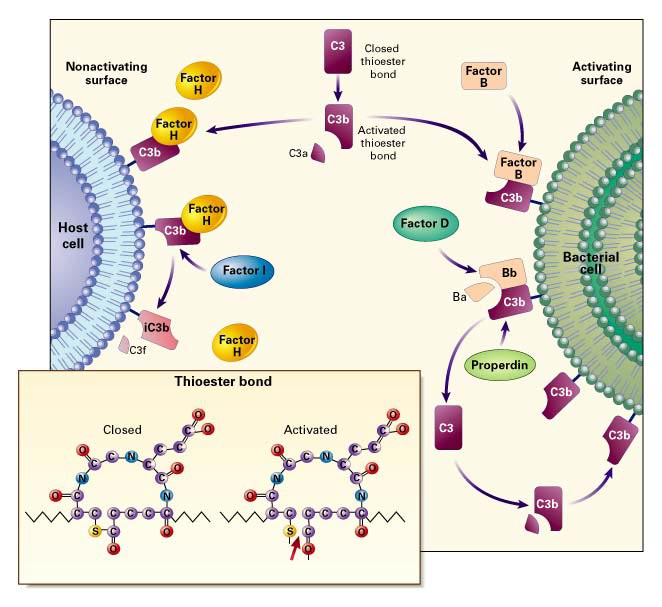 Nonactivating
surface
Factor
H
C3
Closed
thioester
bond
Factor
B
Activating
surface
Factor
H
C3b
C3b
C3a
Activated
thioester
bond
Factor
B
C3b
Host
cell
Factor
H
C3b
Factor I
Factor D
Bacterial
cell
Bb
Ba
C3b
iC3b
C3f
Factor
H
Properdin
C3b
C3
C3b
C3b
Thioester bond
Closed
Activated
O
O
C
C
C
O
C
C
N
C
C
O
N
C
O
C
N
C
C
C
C
C
C
S
C
O
O
O
O
C
C
C
O
C
C
N
C
C
O
N
C
O
C
N
C
C
C
C
C
S
C
O
O